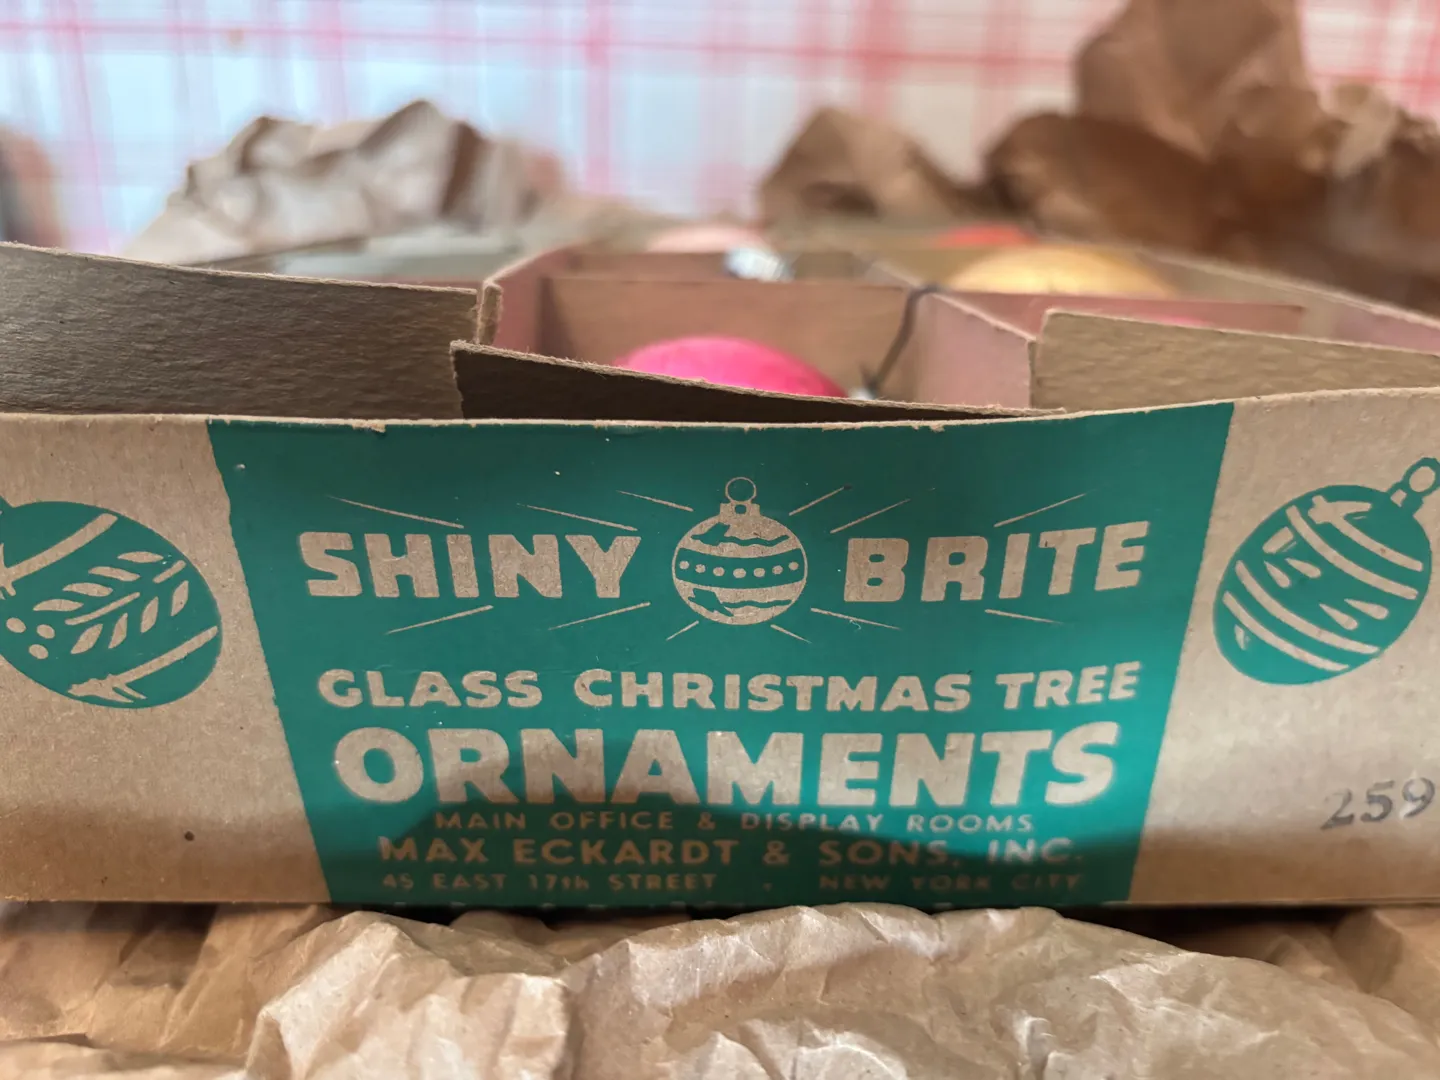 SHINY BRITE
GLASS CHRISTMAS TREE
ORNAMENTS
MAIN OFFICE & DISPLAY ROOMS
MAX ECKARDT & SONS, INC.
45 EAST 17th STREET . NEW YORK CITY
259